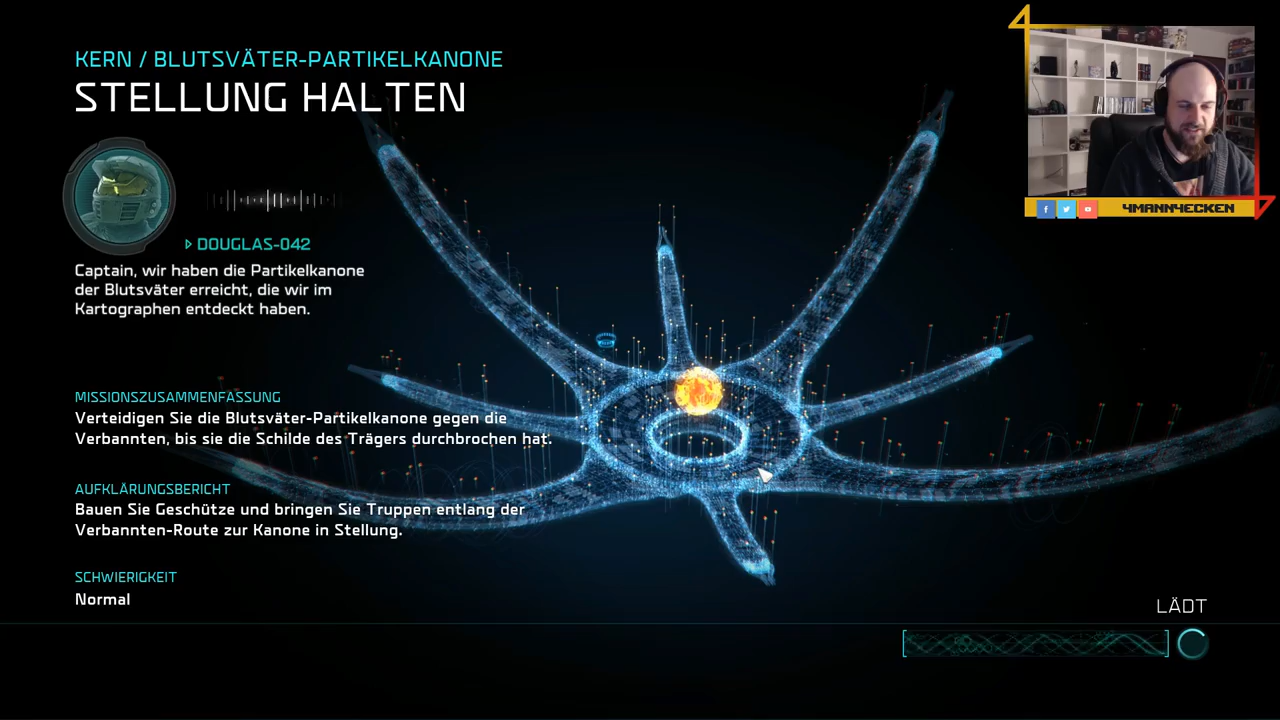 KERN / BLUTSVÄTER-PARTIKELKANONE
STELLUNG HALTEN
DOUGLAS-042
Captain, wir haben die Partikelkanone
der Blutsväter erreicht, die wir im
Kartographen entdeckt haben.
MISSIONSZUSAMMENFASSUNG
Verteidigen Sie die Blutsväter-Partikelkanone gegen die
Verbannten, bis sie die Schilde des Trägers durchbrochen hat.
AUFKLÄRUNGSBERICHT
Bauen Sie Geschütze und bringen Sie Truppen entlang der
Verbannten-Route zur Kanone in Stellung.
SCHWIERIGKEIT
Normal
4MANN4ECKEN
LÄDT